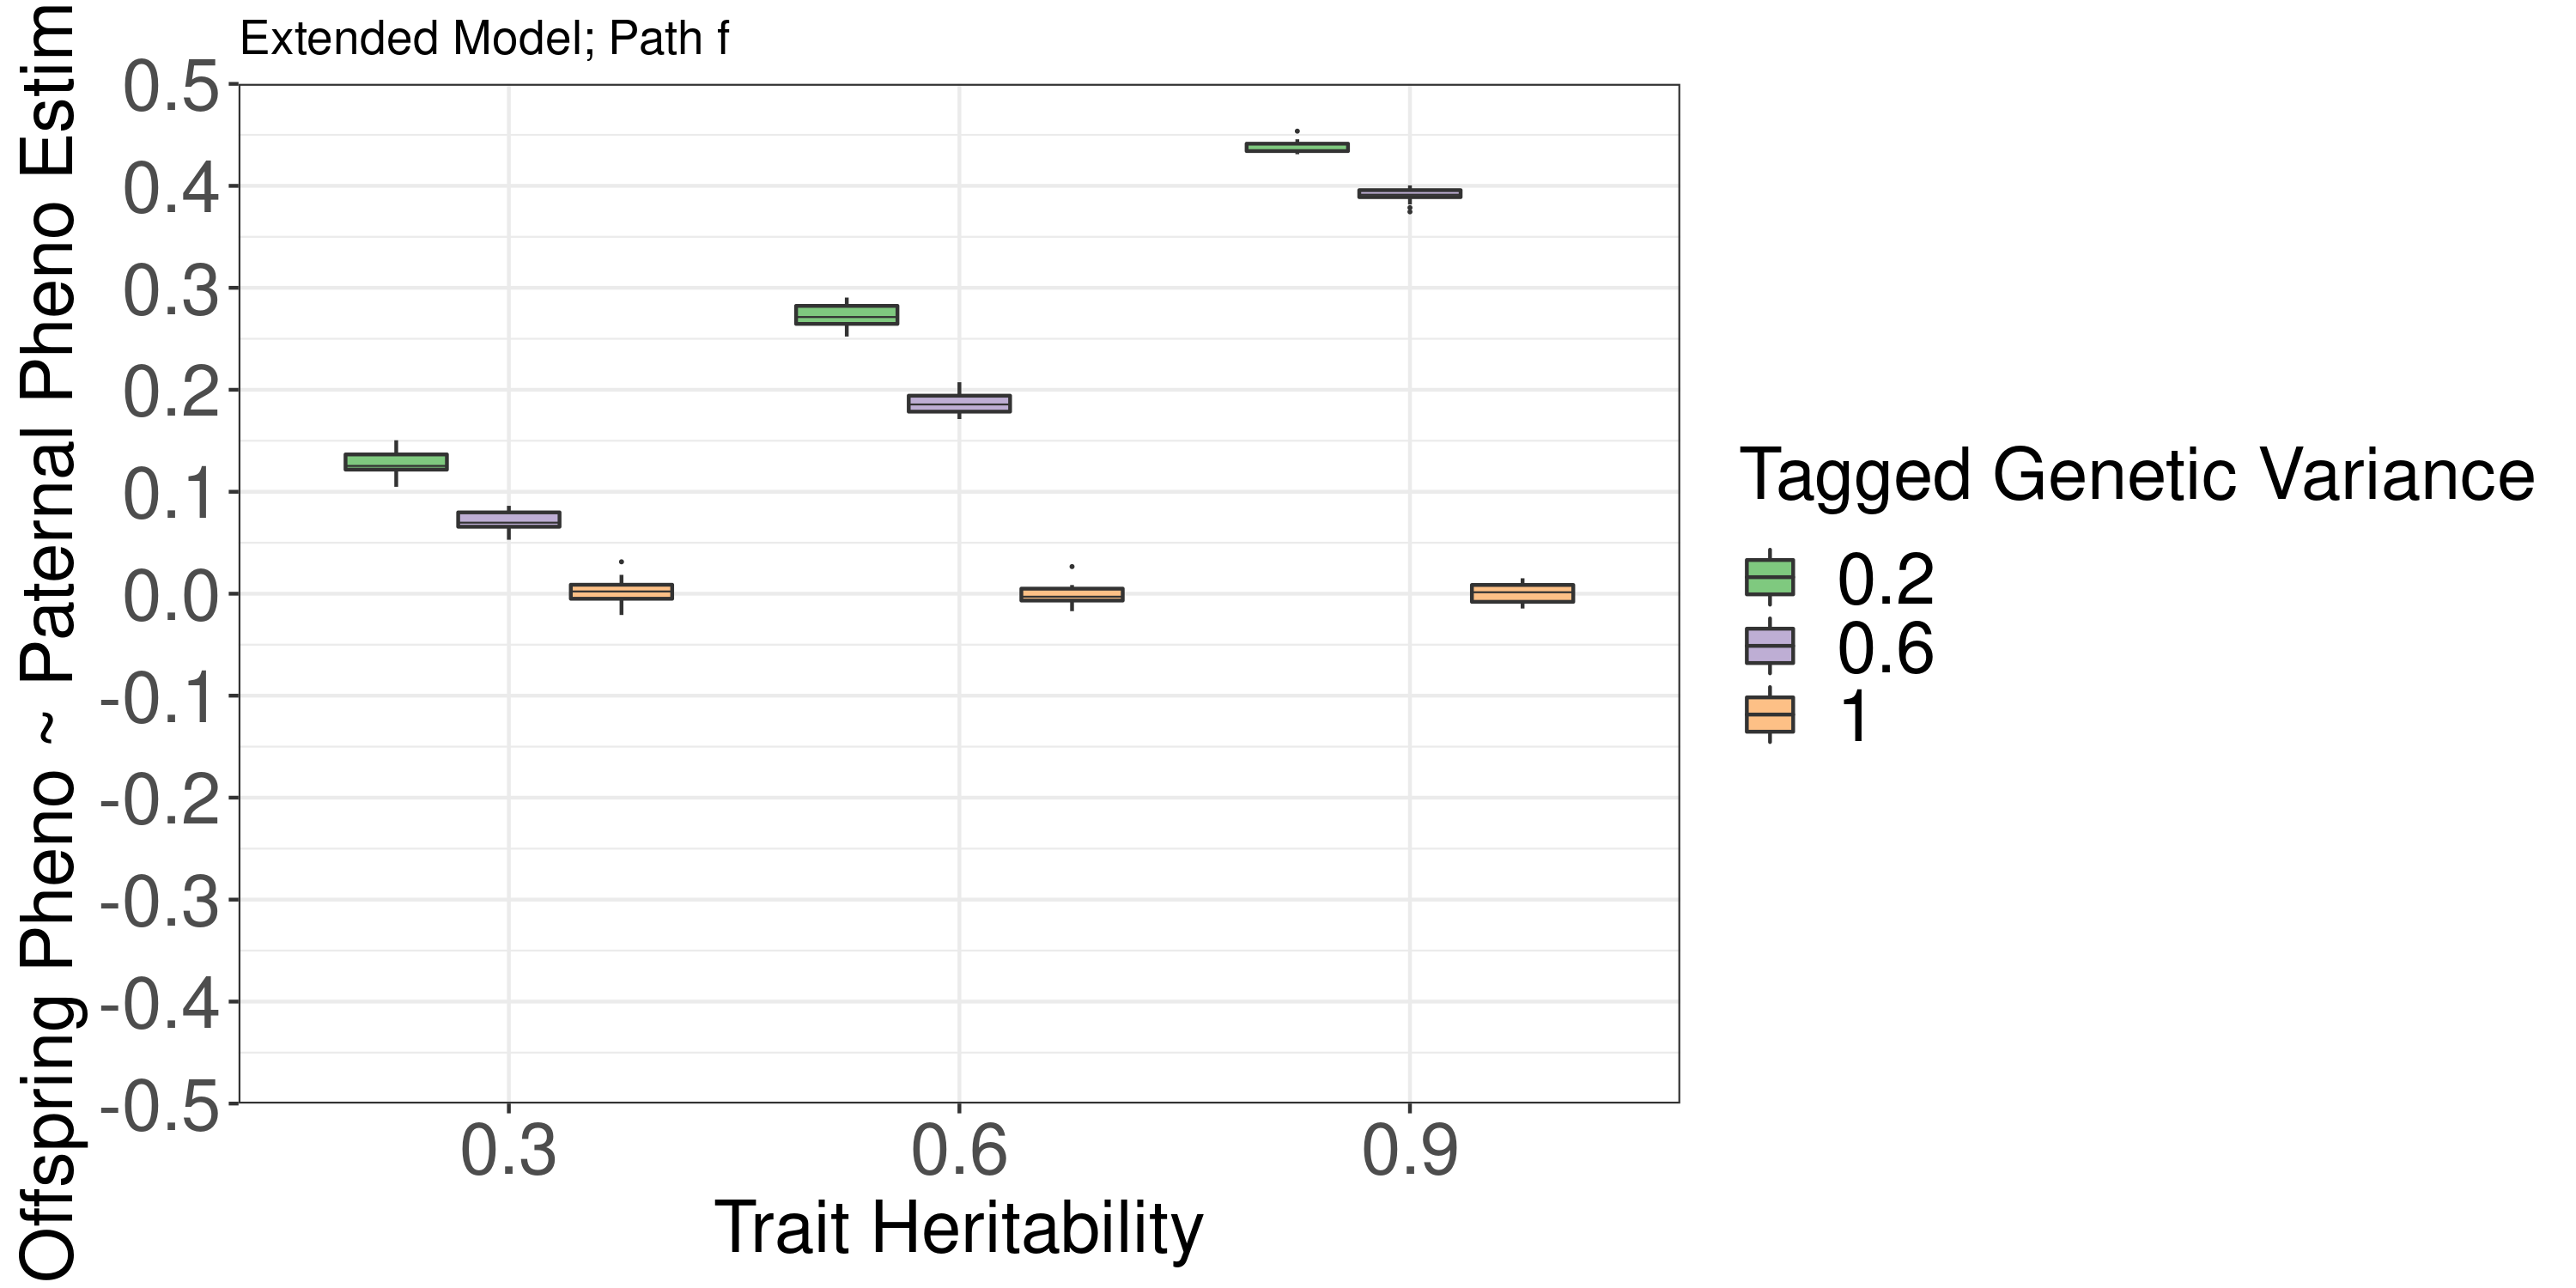 Extended Model; Path f
Offspring Pheno ~ Paternal Pheno Estim
0.5
0.4
0.3
0.2
0.1
0.0
-0.1
-0.2
-0.3
-0.4
-0.5
0.3 0.6 0.9
Trait Heritability
Tagged Genetic Variance
0.2
0.6
1